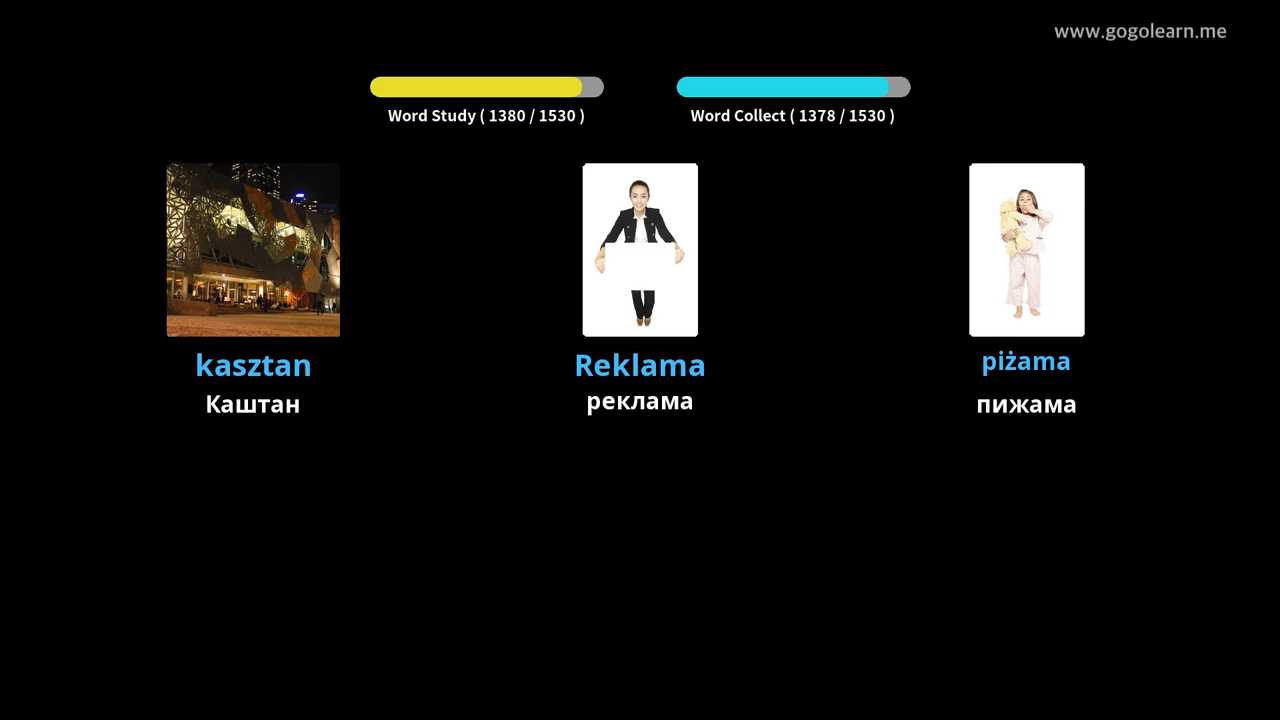 www.gogolearn.me
Word Study ( 1380 / 1530 )
Word Collect ( 1378 / 1530 )
kasztan
Каштан
Reklama
реклама
piżama
пижама